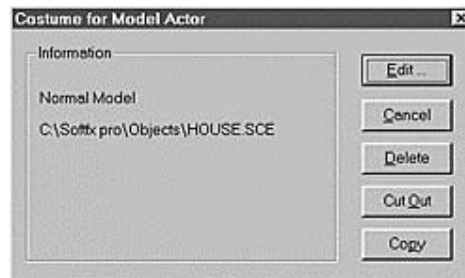 Costume for Model Actor
Information
Normal Model
C:\Softfx pro\Objects\HOUSE.SCE
Edit ...
Cancel
Delete
Cut Out
Copy